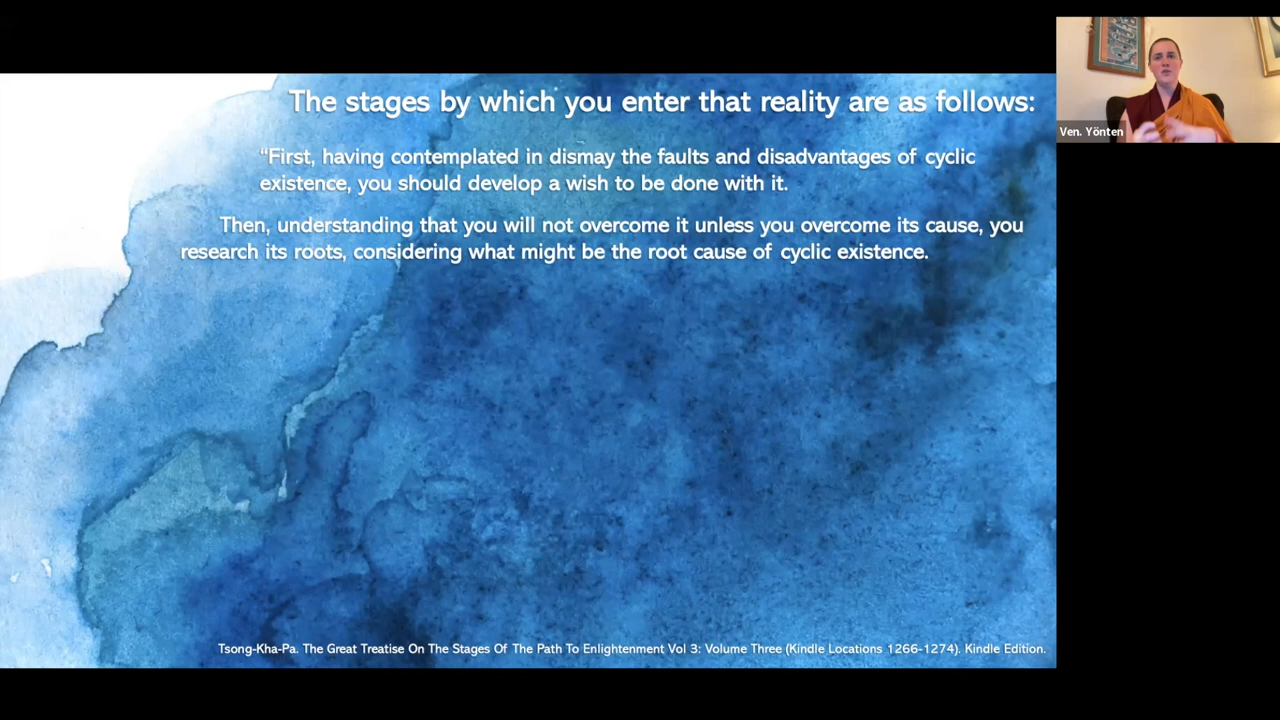 The stages by which you enter that reality are as follows:
“First, having contemplated in dismay the faults and disadvantages of cyclic
existence, you should develop a wish to be done with it.
Then, understanding that you will not overcome it unless you overcome its cause, you
research its roots, considering what might be the root cause of cyclic existence.
Tsong-Kha-Pa. The Great Treatise On The Stages Of The Path To Enlightenment Vol 3: Volume Three (Kindle Locations 1266-1274). Kindle Edition.
Ven. Yönten